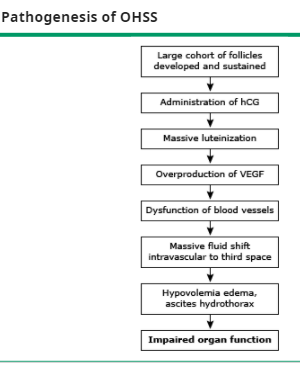 Pathogenesis of OHSS
Large cohort of follicles
developed and sustained
Administration of hCG
Massive luteinization
Overproduction of VEGF
Dysfunction of blood vessels
Massive fluid shift
intravascular to third space
Hypovolemia edema,
ascites hydrothorax
Impaired organ function